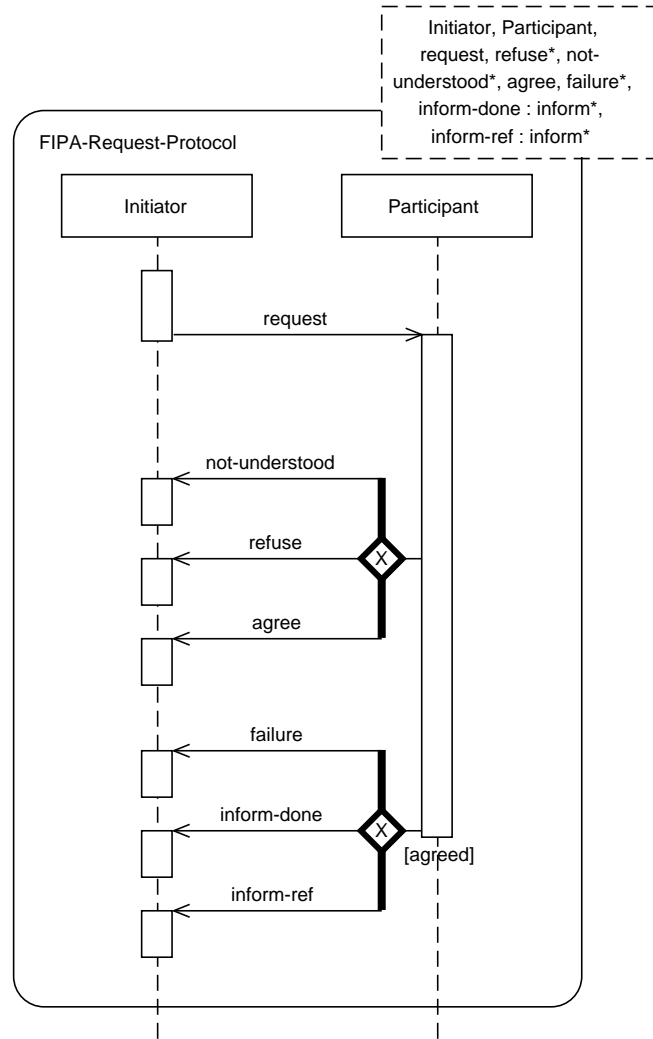 Initiator, Participant,
request, refuse*, not-
understood*, agree, failure*,
inform-done : inform*,
inform-ref : inform*
FIPA-Request-Protocol
Initiator
Participant
request
not-understood
refuse
X
agree
failure
inform-done
X
[agreed]
inform-ref